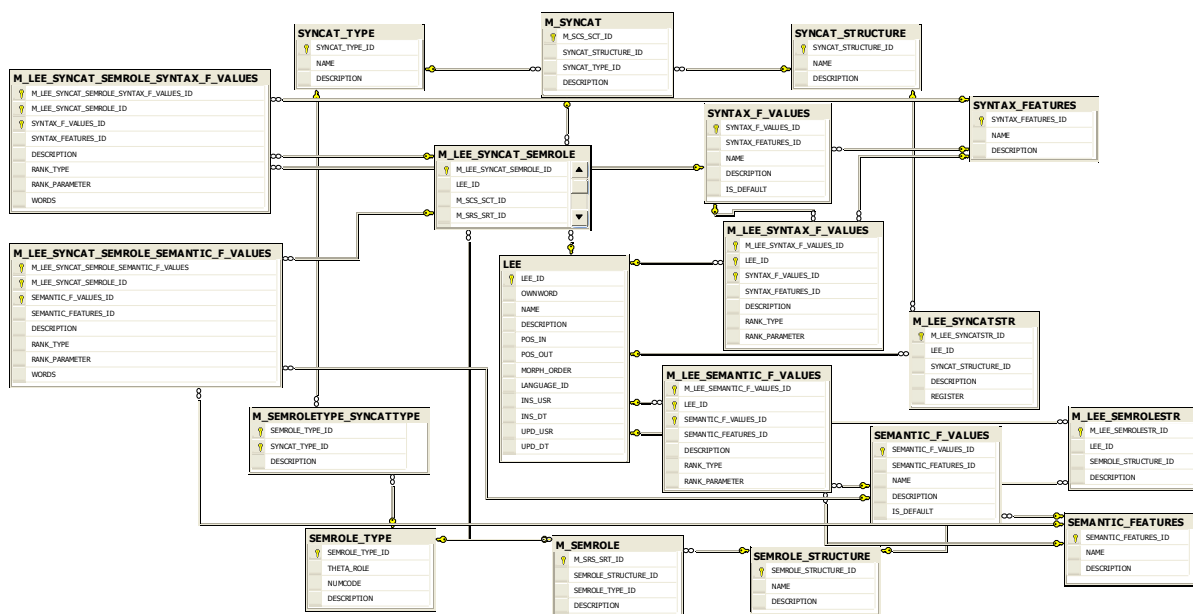 SYNCAT_TYPE
SYNCAT_TYPE_ID
NAME
DESCRIPTION
M_SYNCAT
M_SCS_SCT_ID
SYNCAT_STRUCTURE_ID
SYNCAT_TYPE_ID
DESCRIPTION
SYNCAT_STRUCTURE
SYNCAT_STRUCTURE_ID
NAME
DESCRIPTION
M_LEE_SYNCAT_SEMROLE_SYNTAX_F_VALUES
M_LEE_SYNCAT_SEMROLE_SYNTAX_F_VALUES_ID
M_LEE_SYNCAT_SEMROLE_ID
SYNTAX_F_VALUES_ID
SYNTAX_FEATURES_ID
DESCRIPTION
RANK_TYPE
RANK_PARAMETER
WORDS
SYNTAX_F_VALUES
SYNTAX_F_VALUES_ID
SYNTAX_FEATURES_ID
NAME
DESCRIPTION
IS_DEFAULT
SYNTAX_FEATURES
SYNTAX_FEATURES_ID
NAME
DESCRIPTION
M_LEE_SYNCAT_SEMROLE
M_LEE_SYNCAT_SEMROLE_ID
LEE_ID
M_SCS_SCT_ID
M_SRS_SRT_ID
M_LEE_SYNTAX_F_VALUES
M_LEE_SYNTAX_F_VALUES_ID
LEE_ID
SYNTAX_F_VALUES_ID
SYNTAX_FEATURES_ID
DESCRIPTION
RANK_TYPE
RANK_PARAMETER
M_LEE_SYNCAT_SEMROLE_SEMANTIC_F_VALUES
M_LEE_SYNCAT_SEMROLE_SEMANTIC_F_VALUES
M_LEE_SYNCAT_SEMROLE_ID
SEMANTIC_F_VALUES_ID
SEMANTIC_FEATURES_ID
DESCRIPTION
RANK_TYPE
RANK_PARAMETER
WORDS
LEE
LEE_ID
OWNWORD
NAME
DESCRIPTION
POS_IN
POS_OUT
MORPH_ORDER
LANGUAGE_ID
INS_USR
INS_DT
UPD_USR
UPD_DT
M_LEE_SYNCATSTR
M_LEE_SYNCATSTR_ID
LEE_ID
SYNCAT_STRUCTURE_ID
DESCRIPTION
REGISTER
M_LEE_SEMANTIC_F_VALUES
M_LEE_SEMANTIC_F_VALUES_ID
LEE_ID
SEMANTIC_F_VALUES_ID
SEMANTIC_FEATURES_ID
DESCRIPTION
RANK_TYPE
RANK_PARAMETER
M_SEMROLETYPE_SYNCATTYPE
SEMROLE_TYPE_ID
SYNCAT_TYPE_ID
DESCRIPTION
M_LEE_SEMROLESTR
M_LEE_SEMROLESTR_ID
LEE_ID
SEMROLE_STRUCTURE_ID
DESCRIPTION
SEMANTIC_F_VALUES
SEMANTIC_F_VALUES_ID
SEMANTIC_FEATURES_ID
NAME
DESCRIPTION
IS_DEFAULT
SEMANTIC_FEATURES
SEMANTIC_FEATURES_ID
NAME
DESCRIPTION
SEMROLE_TYPE
SEMROLE_TYPE_ID
THETA_ROLE
NUMCODE
DESCRIPTION
M_SEMROLE
M_SRS_SRT_ID
SEMROLE_STRUCTURE_ID
SEMROLE_TYPE_ID
DESCRIPTION
SEMROLE_STRUCTURE
SEMROLE_STRUCTURE_ID
NAME
DESCRIPTION